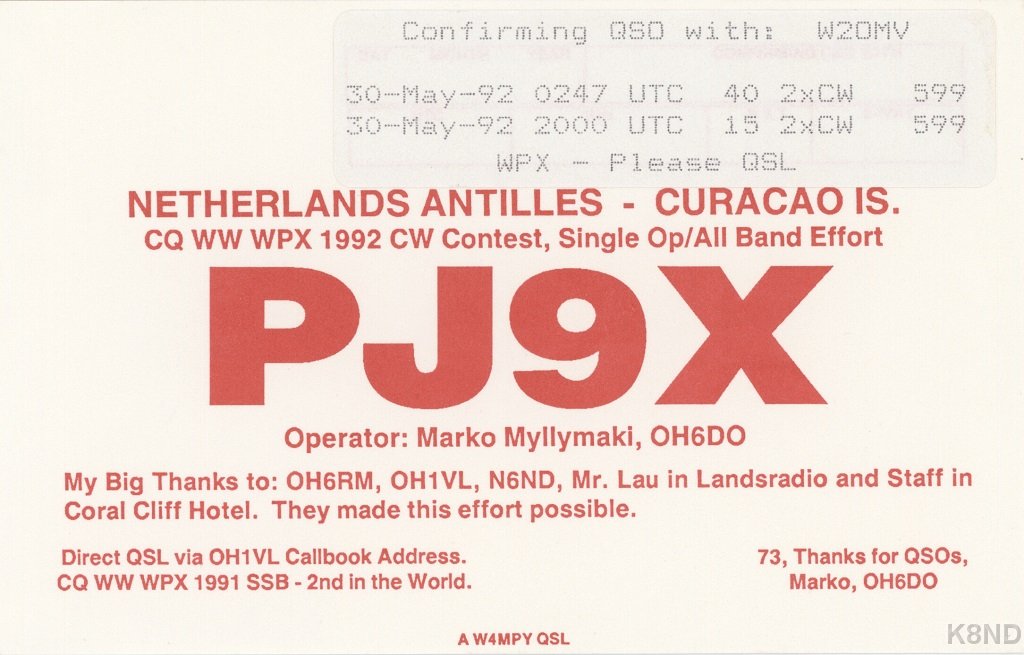 Confirming QSO with: W2OMV
30-May-92 0247 UTC 40 2xCW 599
30-May-92 2000 UTC 15 2xCW 599
WPX - Please QSL
NETHERLANDS ANTILLES - CURACAO IS.
CQ WW WPX 1992 CW Contest, Single Op/All Band Effort
PJ9X
Operator: Marko Myllymaki, OH6DO
My Big Thanks to: OH6RM, OH1VL, N6ND, Mr. Lau in Landsradio and Staff in
Coral Cliff Hotel. They made this effort possible.
Direct QSL via OH1VL Callbook Address.
CQ WW WPX 1991 SSB - 2nd in the World.
73, Thanks for QSOs,
Marko, OH6DO
A W4MPY QSL
K8ND